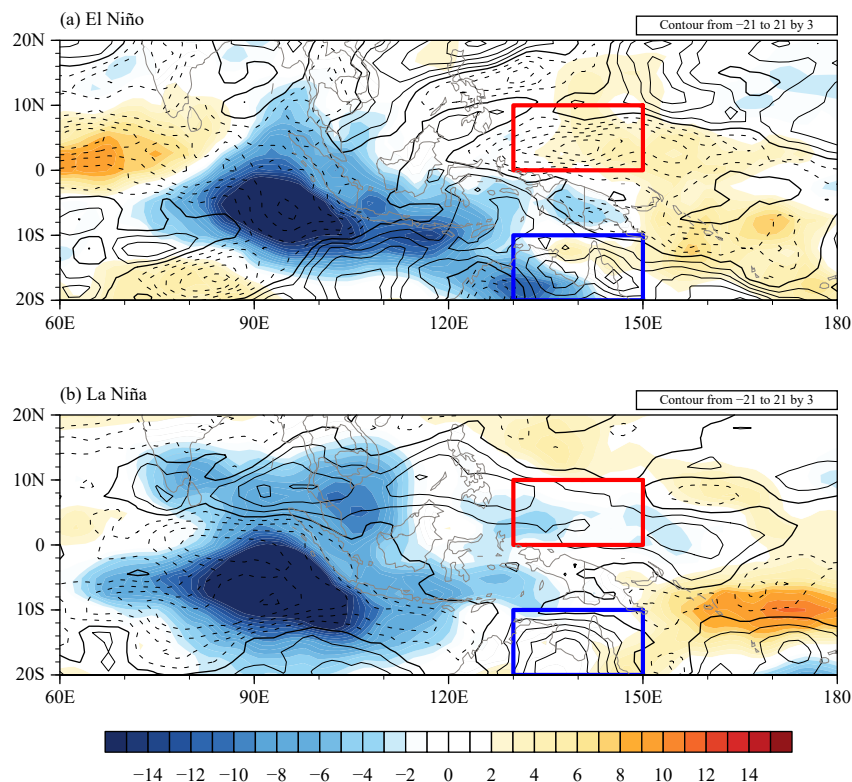 (a) El Niño
Contour from −21 to 21 by 3
20N
10N
0
10S
20S
60E 90E 120E 150E 180
(b) La Niña
Contour from −21 to 21 by 3
20N
10N
0
10S
20S
60E 90E 120E 150E 180
−14 −12 −10 −8 −6 −4 −2 0 2 4 6 8 10 12 14